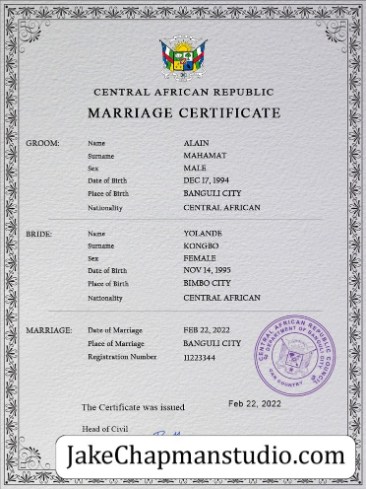 CENTRAL AFRICAN REPUBLIC
MARRIAGE CERTIFICATE
GROOM: Name ALAIN
Surname MAHAMAT
Sex MALE
Date of Birth DEC 17, 1994
Place of Birth BANGULI CITY
Nationality CENTRAL AFRICAN
BRIDE: Name YOLANDE
Surname KONGBO
Sex FEMALE
Date of Birth NOV 14, 1995
Place of Birth BIMBO CITY
Nationality CENTRAL AFRICAN
MARRIAGE: Date of Marriage FEB 22, 2022
Place of Marriage BANGULI CITY
Registration Number 11223344
CENTRAL AFRICAN REPUBLIC COUNCIL
DEPARTMENT OF BANGULI CITY
COUNTRY
The Certificate was issued Feb 22, 2022
Head of Civil
JakeChapmanstudio.com